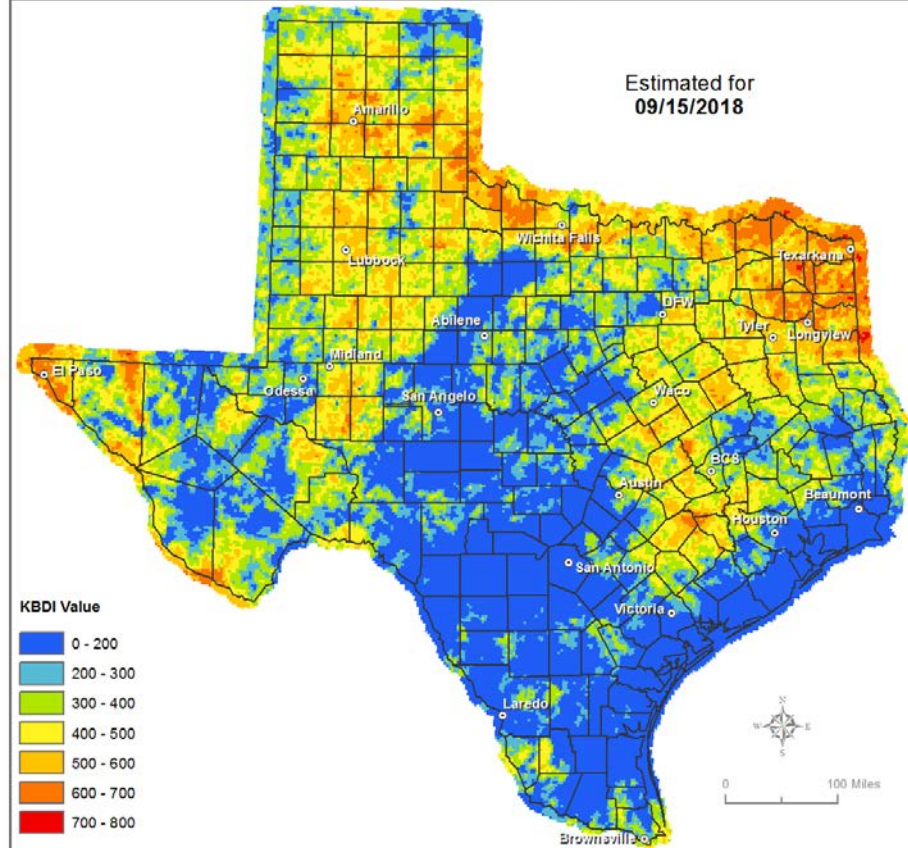 Estimated for
09/15/2018
Amarillo
Wichita Falls
Texarkana
Lubbock
DFW
Abilene
Tyler
Longview
Midland
El Paso
Odessa
San Angelo
Waco
BCS
Austin
Beaumont
Houston
San Antonio
Victoria
KBDI Value
0 - 200
200 - 300
300 - 400
400 - 500
500 - 600
600 - 700
700 - 800
Laredo
N
W E
S
0 100 Miles
Brownsville